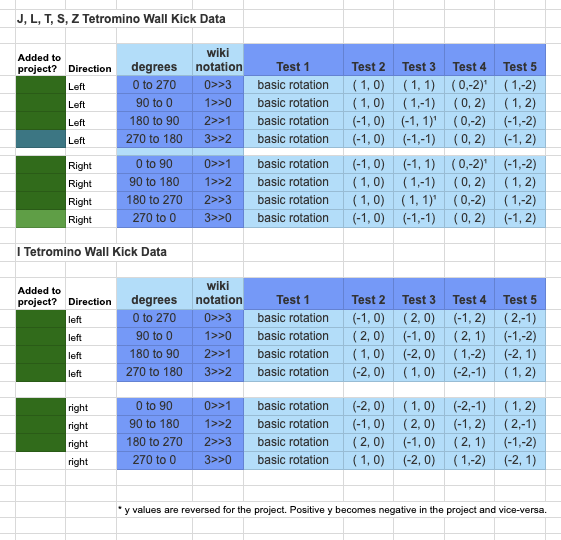 J, L, T, S, Z Tetromino Wall Kick Data
Added to project? Direction degrees wiki notation Test 1 Test 2 Test 3 Test 4 Test 5
Left 0 to 270 0>>3 basic rotation ( 1, 0) ( 1, 1) ( 0,-2)¹ ( 1,-2)
Left 90 to 0 1>>0 basic rotation ( 1, 0) ( 1,-1) ( 0, 2) ( 1, 2)
Left 180 to 90 2>>1 basic rotation (-1, 0) (-1, 1)¹ ( 0,-2) (-1,-2)
Left 270 to 180 3>>2 basic rotation (-1, 0) (-1,-1) ( 0, 2) (-1, 2)
Right 0 to 90 0>>1 basic rotation (-1, 0) (-1, 1) ( 0,-2)¹ (-1,-2)
Right 90 to 180 1>>2 basic rotation ( 1, 0) ( 1,-1) ( 0, 2) ( 1, 2)
Right 180 to 270 2>>3 basic rotation ( 1, 0) ( 1, 1)¹ ( 0,-2) ( 1,-2)
Right 270 to 0 3>>0 basic rotation (-1, 0) (-1,-1) ( 0, 2) (-1, 2)
I Tetromino Wall Kick Data
Added to project? Direction degrees wiki notation Test 1 Test 2 Test 3 Test 4 Test 5
left 0 to 270 0>>3 basic rotation (-1, 0) ( 2, 0) (-1, 2) ( 2,-1)
left 90 to 0 1>>0 basic rotation ( 2, 0) (-1, 0) ( 2, 1) (-1,-2)
left 180 to 90 2>>1 basic rotation ( 1, 0) (-2, 0) ( 1,-2) (-2, 1)
left 270 to 180 3>>2 basic rotation (-2, 0) ( 1, 0) (-2,-1) ( 1, 2)
right 0 to 90 0>>1 basic rotation (-2, 0) ( 1, 0) (-2,-1) ( 1, 2)
right 90 to 180 1>>2 basic rotation (-1, 0) ( 2, 0) (-1, 2) ( 2,-1)
right 180 to 270 2>>3 basic rotation ( 2, 0) (-1, 0) ( 2, 1) (-1,-2)
right 270 to 0 3>>0 basic rotation ( 1, 0) (-2, 0) ( 1,-2) (-2, 1)
* y values are reversed for the project. Positive y becomes negative in the project and vice-versa.